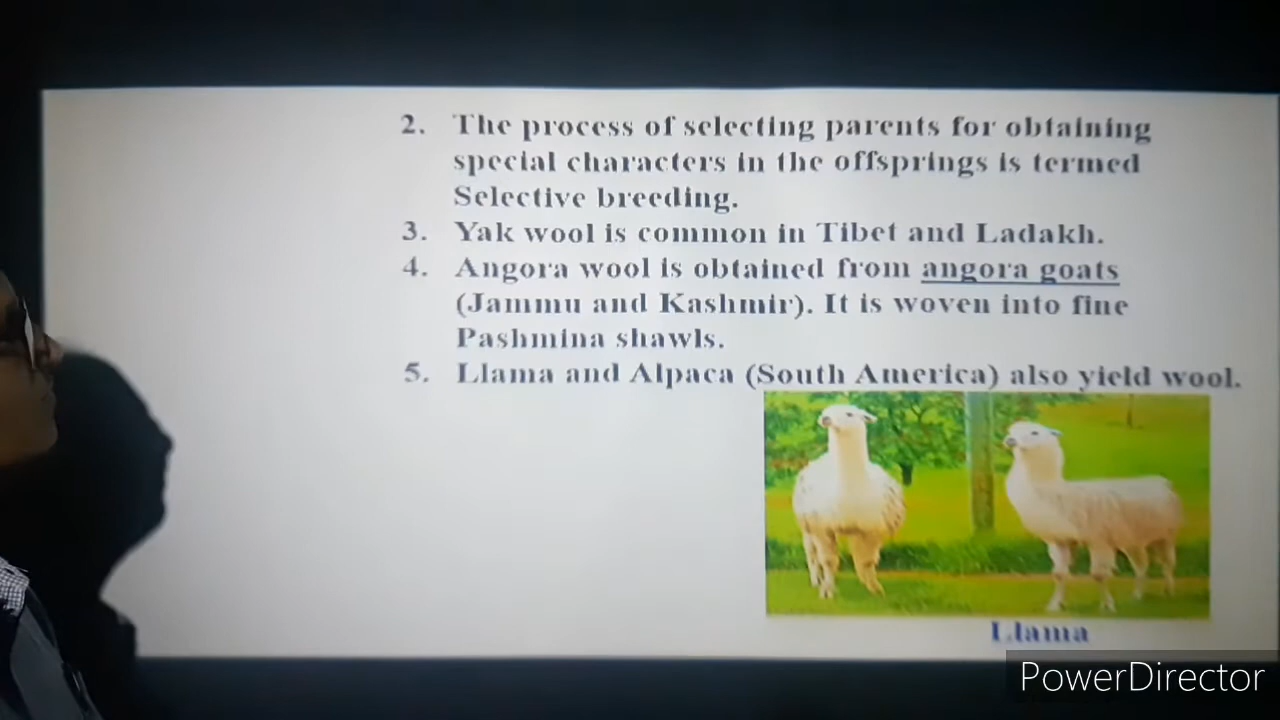 2. The process of selecting parents for obtaining
special characters in the offsprings is termed
Selective breeding.
3. Yak wool is common in Tibet and Ladakh.
4. Angora wool is obtained from angora goats
(Jammu and Kashmir). It is woven into fine
Pashmina shawls.
5. Llama and Alpaca (South America) also yield wool.
Llama
PowerDirector